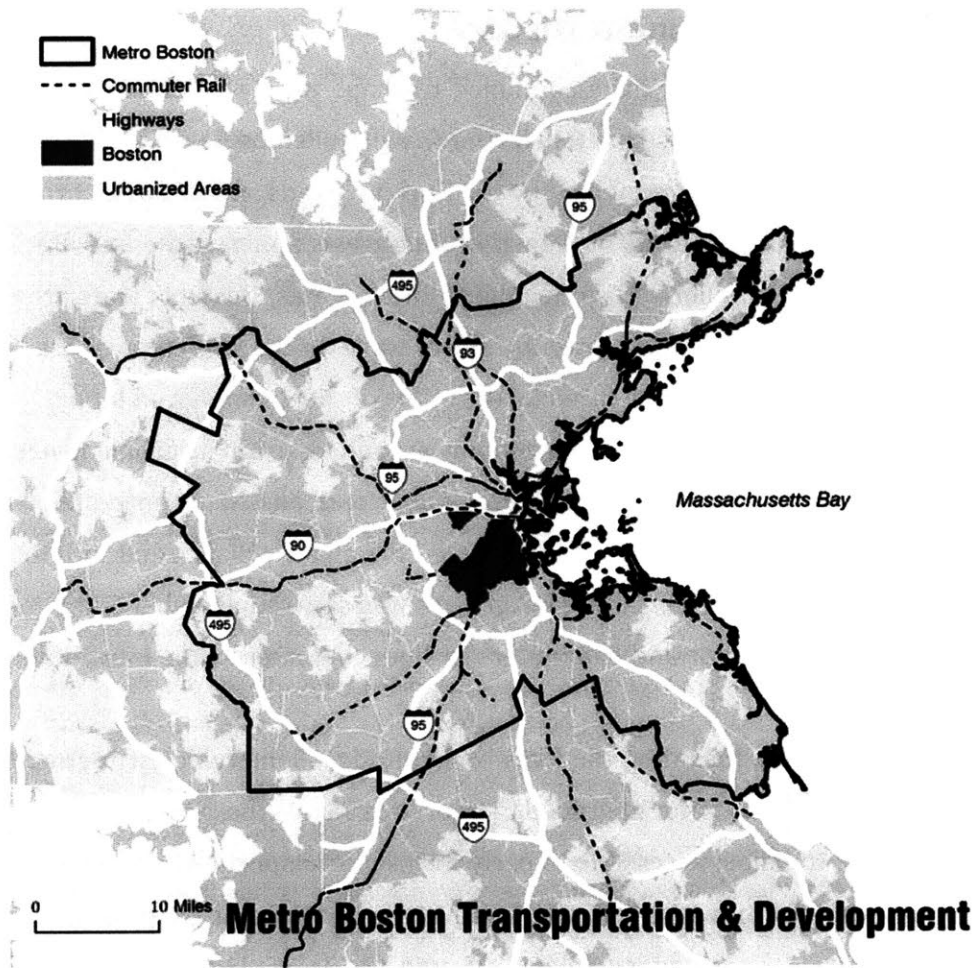 Metro Boston
Commuter Rail
Highways
Boston
Urbanized Areas
95
495
93
95
Massachusetts Bay
90
495
95
495
0 10 Miles
Metro Boston Transportation & Development